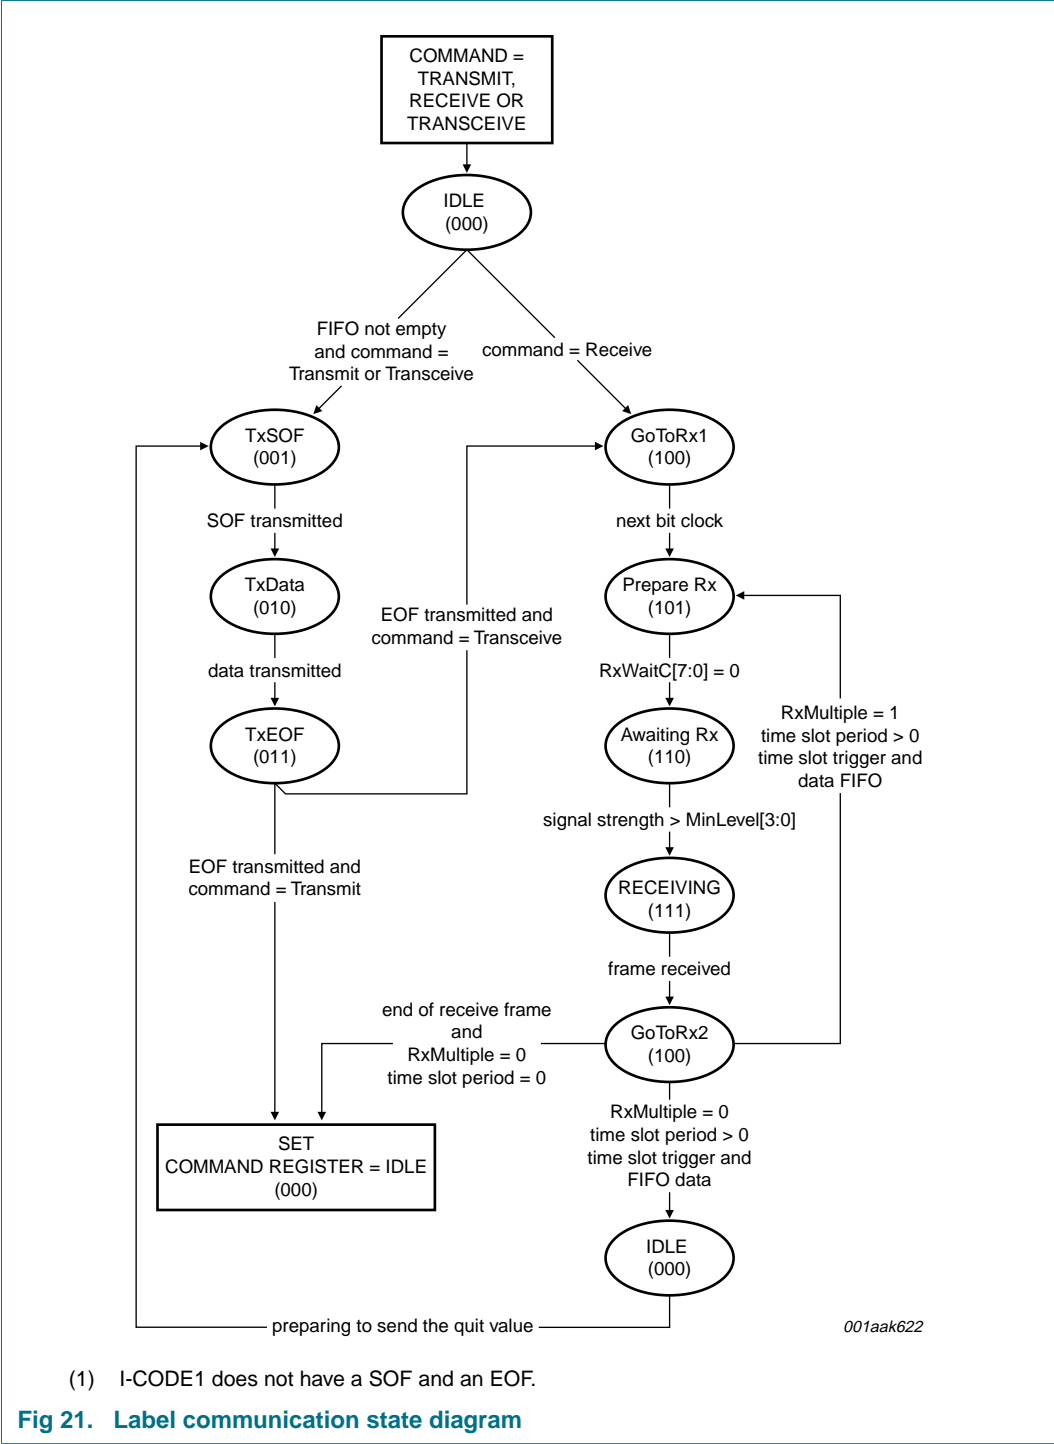 COMMAND =
TRANSMIT,
RECEIVE OR
TRANSCEIVE
IDLE
(000)
FIFO not empty
and command =
Transmit or Transceive
command = Receive
TxSOF
(001)
GoToRx1
(100)
SOF transmitted
next bit clock
TxData
(010)
Prepare Rx
(101)
EOF transmitted and
command = Transceive
data transmitted
RxWaitC[7:0] = 0
TxEOF
(011)
Awaiting Rx
(110)
RxMultiple = 1
time slot period > 0
time slot trigger and
data FIFO
signal strength > MinLevel[3:0]
EOF transmitted and
command = Transmit
RECEIVING
(111)
frame received
end of receive frame
and
RxMultiple = 0
time slot period = 0
GoToRx2
(100)
RxMultiple = 0
time slot period > 0
time slot trigger and
FIFO data
SET
COMMAND REGISTER = IDLE
(000)
IDLE
(000)
preparing to send the quit value
001aak622
(1) I-CODE1 does not have a SOF and an EOF.
Fig 21. Label communication state diagram